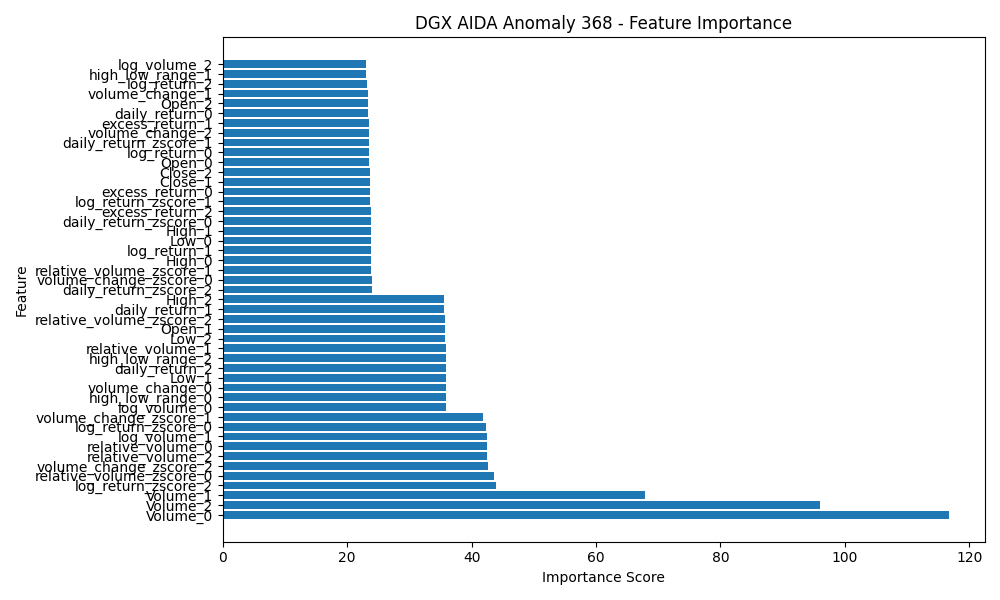 DGX AIDA Anomaly 368 - Feature Importance
log_volume_2
high_low_range_1
log_return_2
volume_change_1
Open_2
daily_return_0
excess_return_1
volume_change_2
daily_return_zscore_1
log_return_0
Open_0
Close_2
Close_1
excess_return_0
log_return_zscore_1
excess_return_2
daily_return_zscore_0
High_1
Low_0
log_return_1
High_0
relative_volume_zscore_1
volume_change_zscore_0
daily_return_zscore_2
High_2
daily_return_1
relative_volume_zscore_2
Open_1
Low_2
relative_volume_1
high_low_range_2
daily_return_2
Low_1
volume_change_0
high_low_range_0
log_volume_0
volume_change_zscore_1
log_return_zscore_0
log_volume_1
relative_volume_0
relative_volume_2
volume_change_zscore_2
relative_volume_zscore_0
log_return_zscore_2
Volume_1
Volume_2
Volume_0
Feature
0 20 40 60 80 100 120
Importance Score